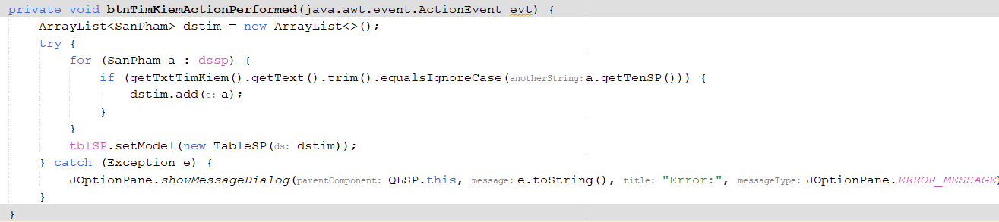 private void btnTimKiemActionPerformed(java.awt.event.ActionEvent evt) {
    ArrayList<SanPham> dstim = new ArrayList<>();
    try {
        for (SanPham a : dssp) {
            if (getTxtTimKiem().getText().trim().equalsIgnoreCase(anotherString: a.getTenSP())) {
                dstim.add(e: a);
            }
        }
        tblSP.setModel(new TableSP(ds: dstim));
    } catch (Exception e) {
        JOptionPane.showMessageDialog(parentComponent: QLSP.this, message: e.toString(), title: "Error:", messageType: JOptionPane.ERROR_MESSAGE)
    }
}